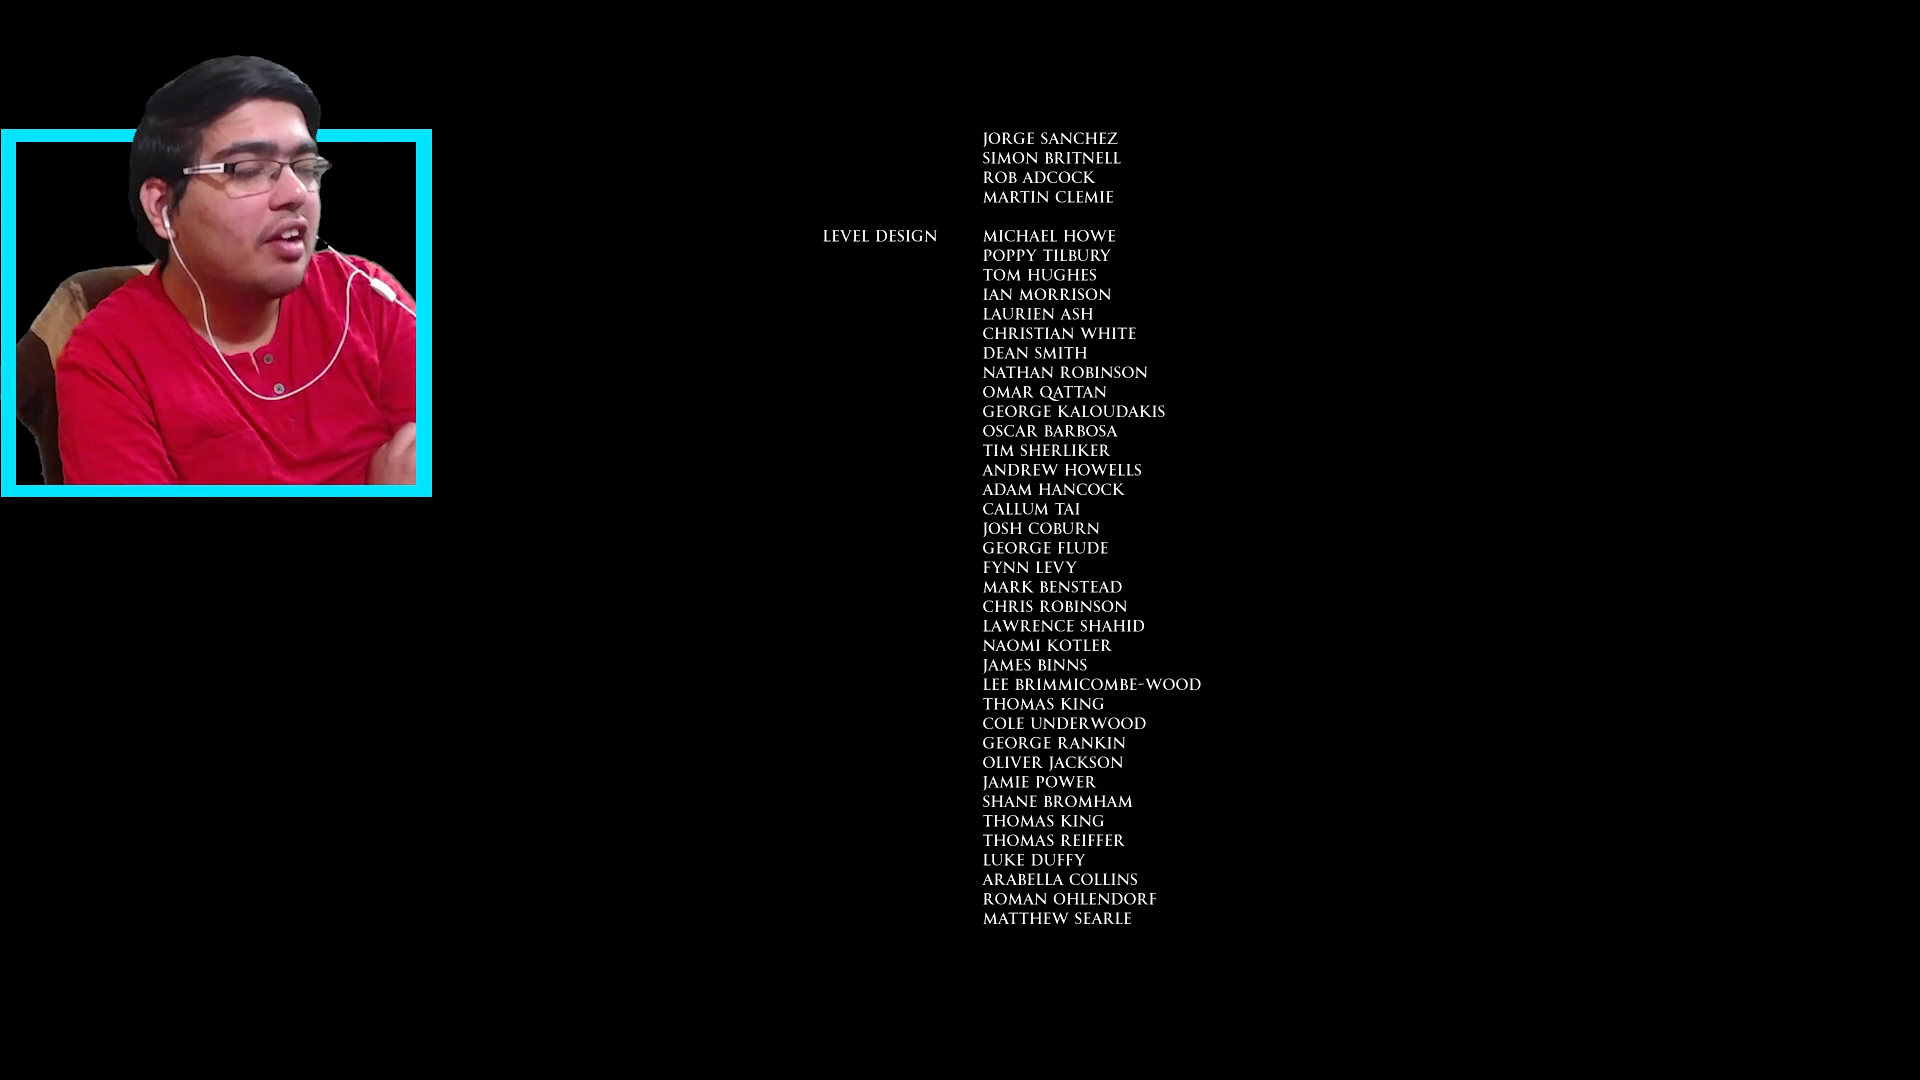 JORGE SANCHEZ
SIMON BRITNELL
ROB ADCOCK
MARTIN CLEMIE
LEVEL DESIGN MICHAEL HOWE
POPPY TILBURY
TOM HUGHES
IAN MORRISON
LAURIEN ASH
CHRISTIAN WHITE
DEAN SMITH
NATHAN ROBINSON
OMAR QATTAN
GEORGE KALOUDAKIS
OSCAR BARBOSA
TIM SHERLIKER
ANDREW HOWELLS
ADAM HANCOCK
CALLUM TAI
JOSH COBURN
GEORGE FLUDE
FYNN LEVY
MARK BENSTEAD
CHRIS ROBINSON
LAWRENCE SHAHID
NAOMI KOTLER
JAMES BINNS
LEE BRIMMICOMBE-WOOD
THOMAS KING
COLE UNDERWOOD
GEORGE RANKIN
OLIVER JACKSON
JAMIE POWER
SHANE BROMHAM
THOMAS KING
THOMAS REIFFER
LUKE DUFFY
ARABELLA COLLINS
ROMAN OHLENDORF
MATTHEW SEARLE